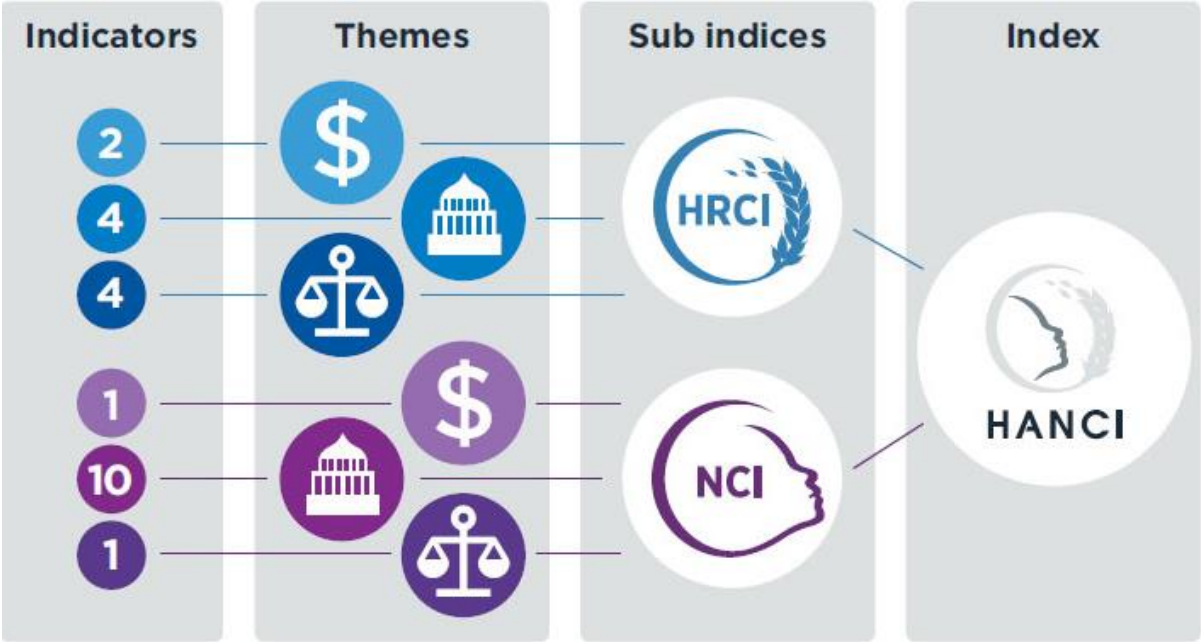 Indicators Themes Sub indices Index
2
$
4
HRCI
4
HANCI
1
$
10
NCI
1